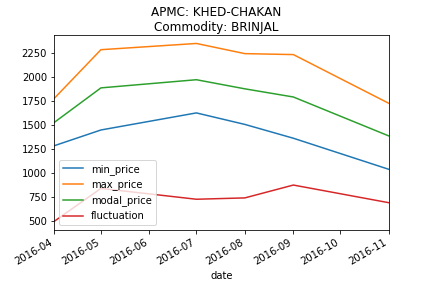 APMC: KHED-CHAKAN
Commodity: BRINJAL
2250
2000
1750
1500
1250
1000
750
500
min_price
max_price
modal_price
fluctuation
2016-04
2016-05
2016-06
2016-07
2016-08
2016-09
2016-10
2016-11
date